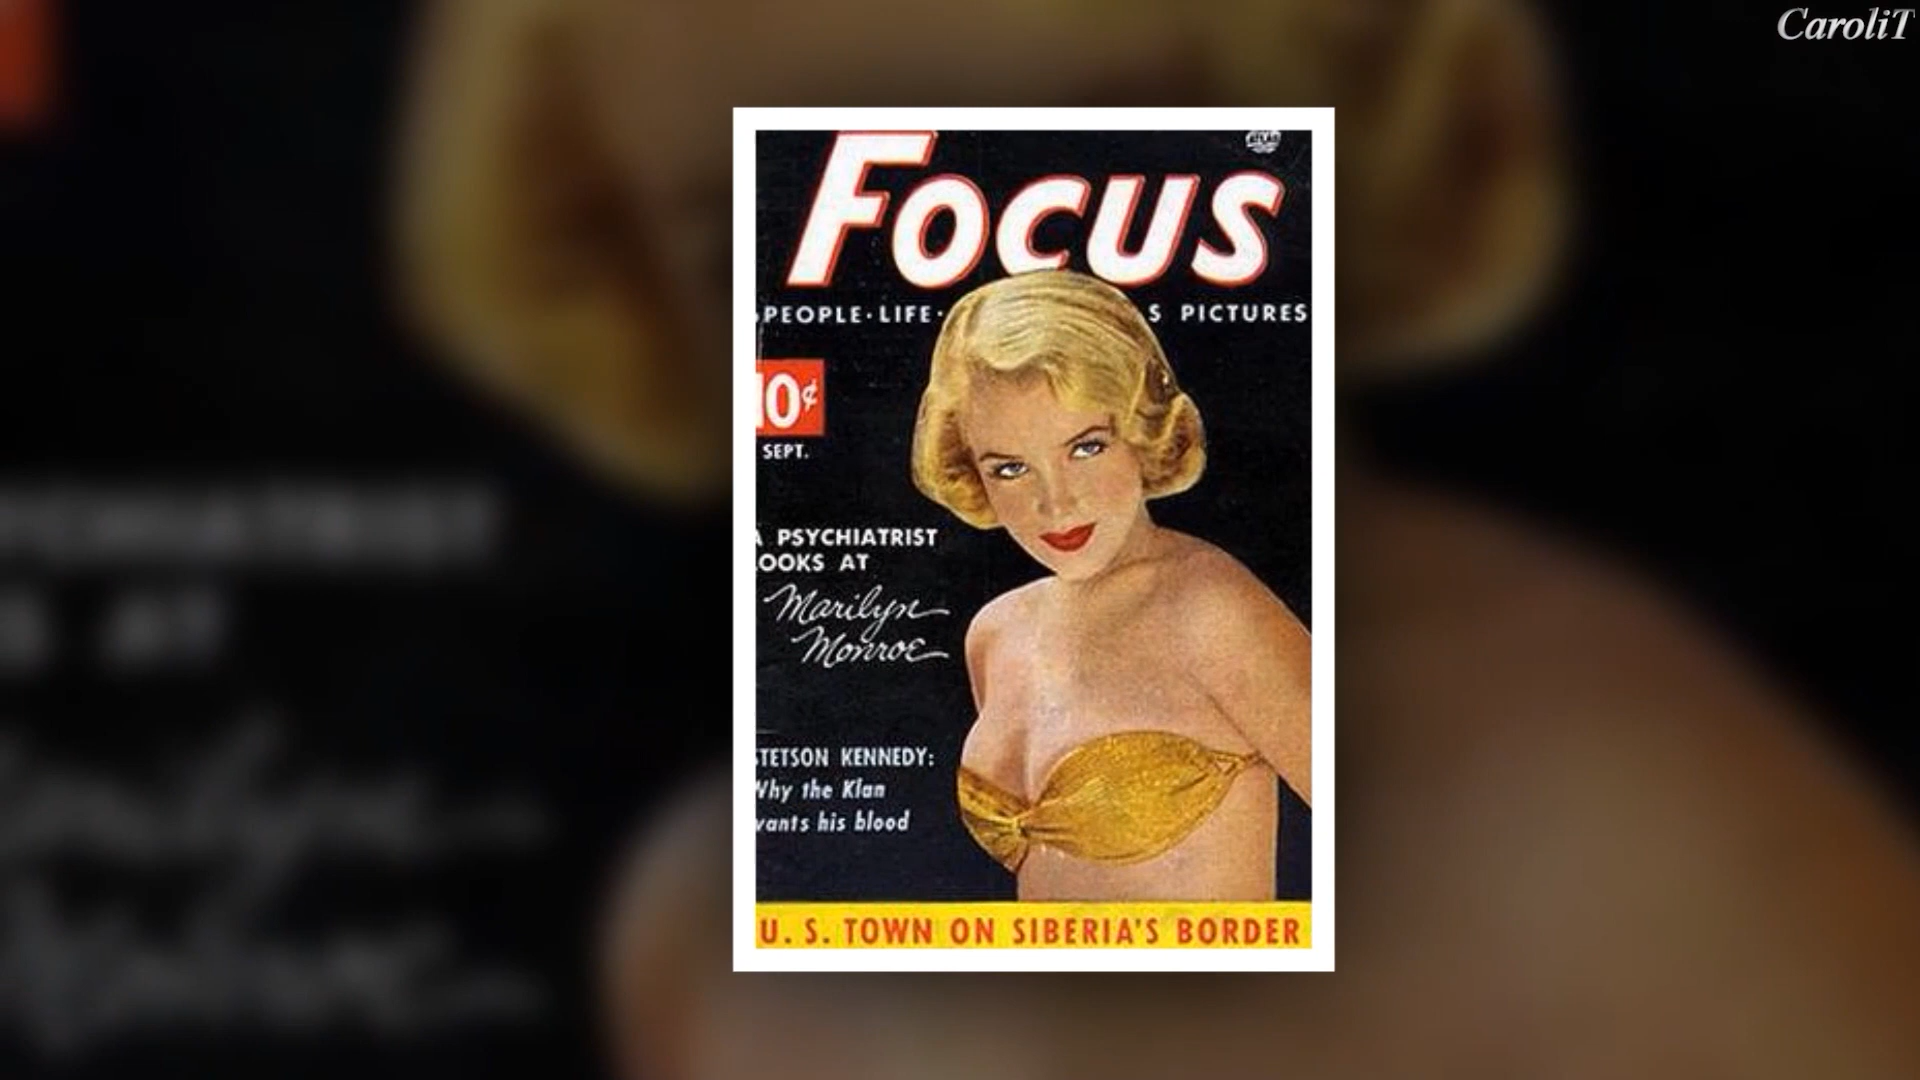 CaroliT
FOCUS
PEOPLE · LIFE ·
S PICTURES
10¢
SEPT.
A PSYCHIATRIST
OOKS AT
Marilyn
Monroe
STETSON KENNEDY:
Why the Klan
wants his blood
U. S. TOWN ON SIBERIA'S BORDER